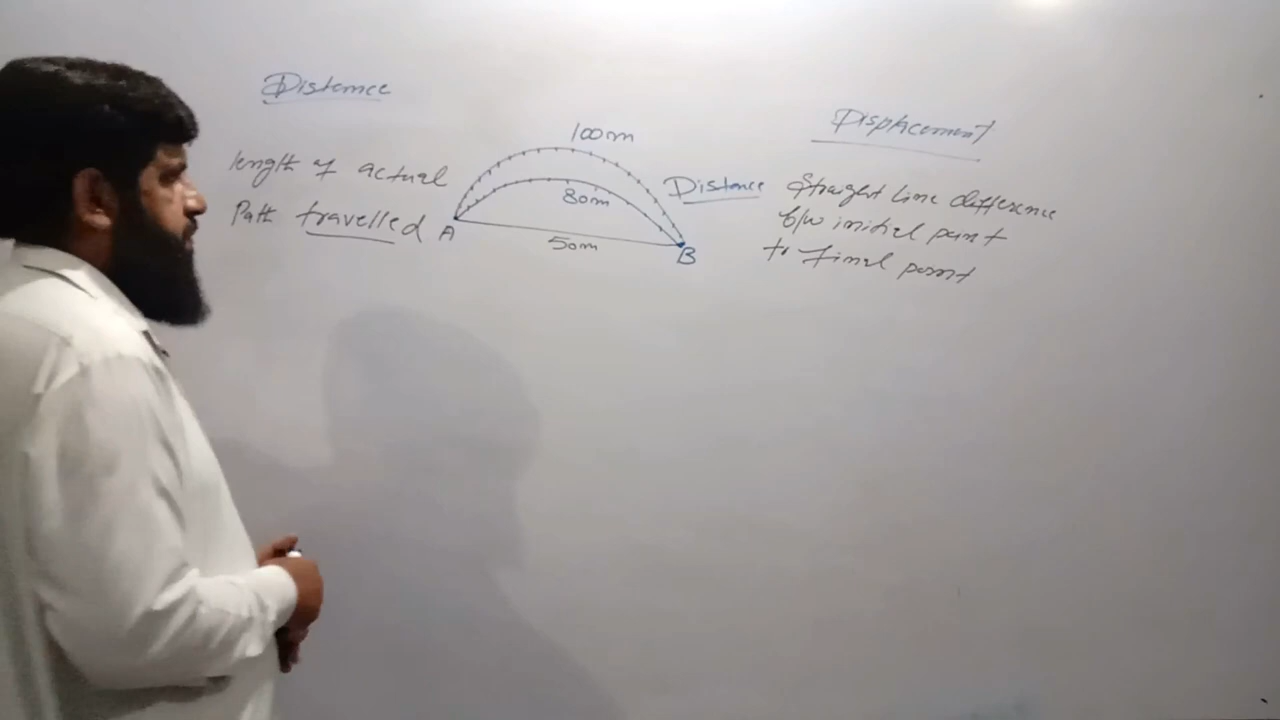 Distance
length of actual
Path travelled
100m
80m
50m
A
B
Distance
Displacement
Straight line difference
b/w initial point
to Final point